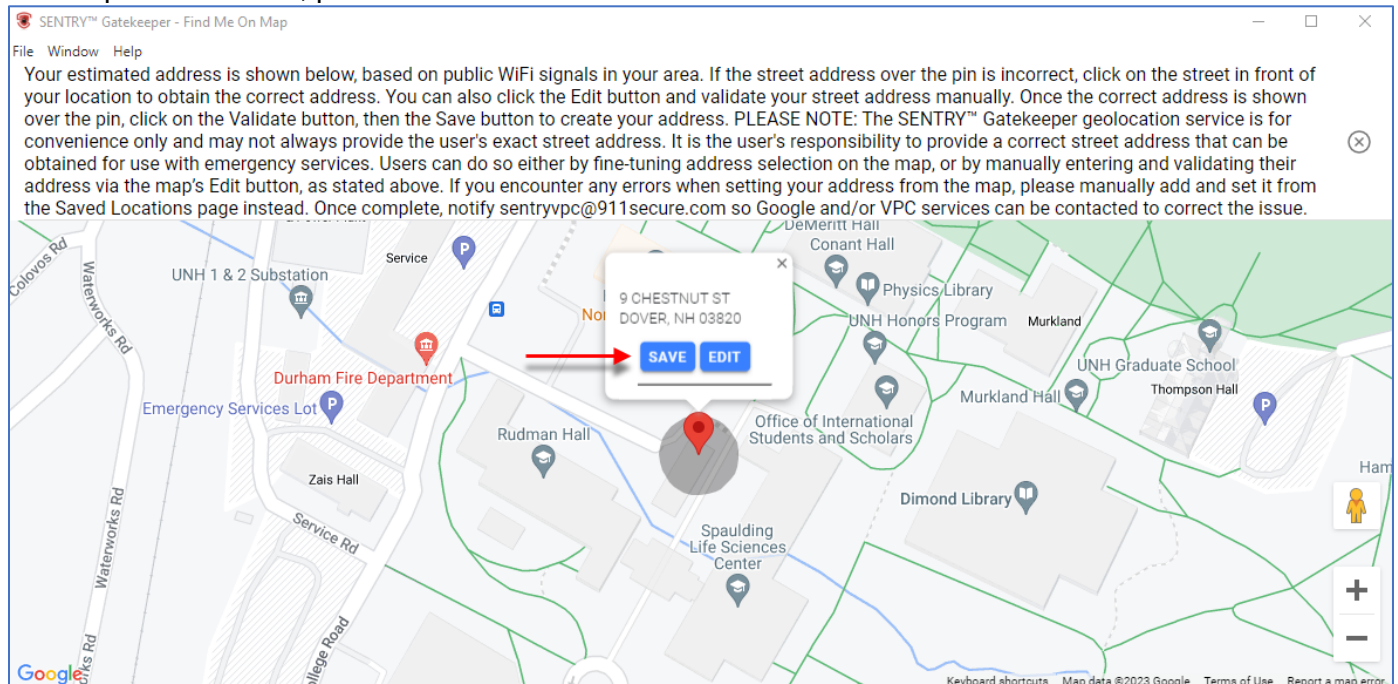 SENTRY™ Gatekeeper - Find Me On Map
File Window Help
Your estimated address is shown below, based on public WiFi signals in your area. If the street address over the pin is incorrect, click on the street in front of
your location to obtain the correct address. You can also click the Edit button and validate your street address manually. Once the correct address is shown
over the pin, click on the Validate button, then the Save button to create your address. PLEASE NOTE: The SENTRY™ Gatekeeper geolocation service is for
convenience only and may not always provide the user's exact street address. It is the user's responsibility to provide a correct street address that can be
obtained for use with emergency services. Users can do so either by fine-tuning address selection on the map, or by manually entering and validating their
address via the map’s Edit button, as stated above. If you encounter any errors when setting your address from the map, please manually add and set it from
the Saved Locations page instead. Once complete, notify sentryvpc@911secure.com so Google and/or VPC services can be contacted to correct the issue.
DeMeritt Hall
Conant Hall
Colovos Rd
Waterworks Rd
UNH 1 & 2 Substation
Service
P
9 CHESTNUT ST
DOVER, NH 03820
SAVE EDIT
Physics Library
UNH Honors Program
Murkland
UNH Graduate School
Thompson Hall
P
Durham Fire Department
Emergency Services Lot
P
Murkland Hall
Office of International
Students and Scholars
Rudman Hall
Zais Hall
Ham
Dimond Library
Waterworks Rd
Service Rd
Spaulding
Life Sciences
Center
College Road
Google
Keyboard shortcuts Map data ©2023 Google Terms of Use Report a map error